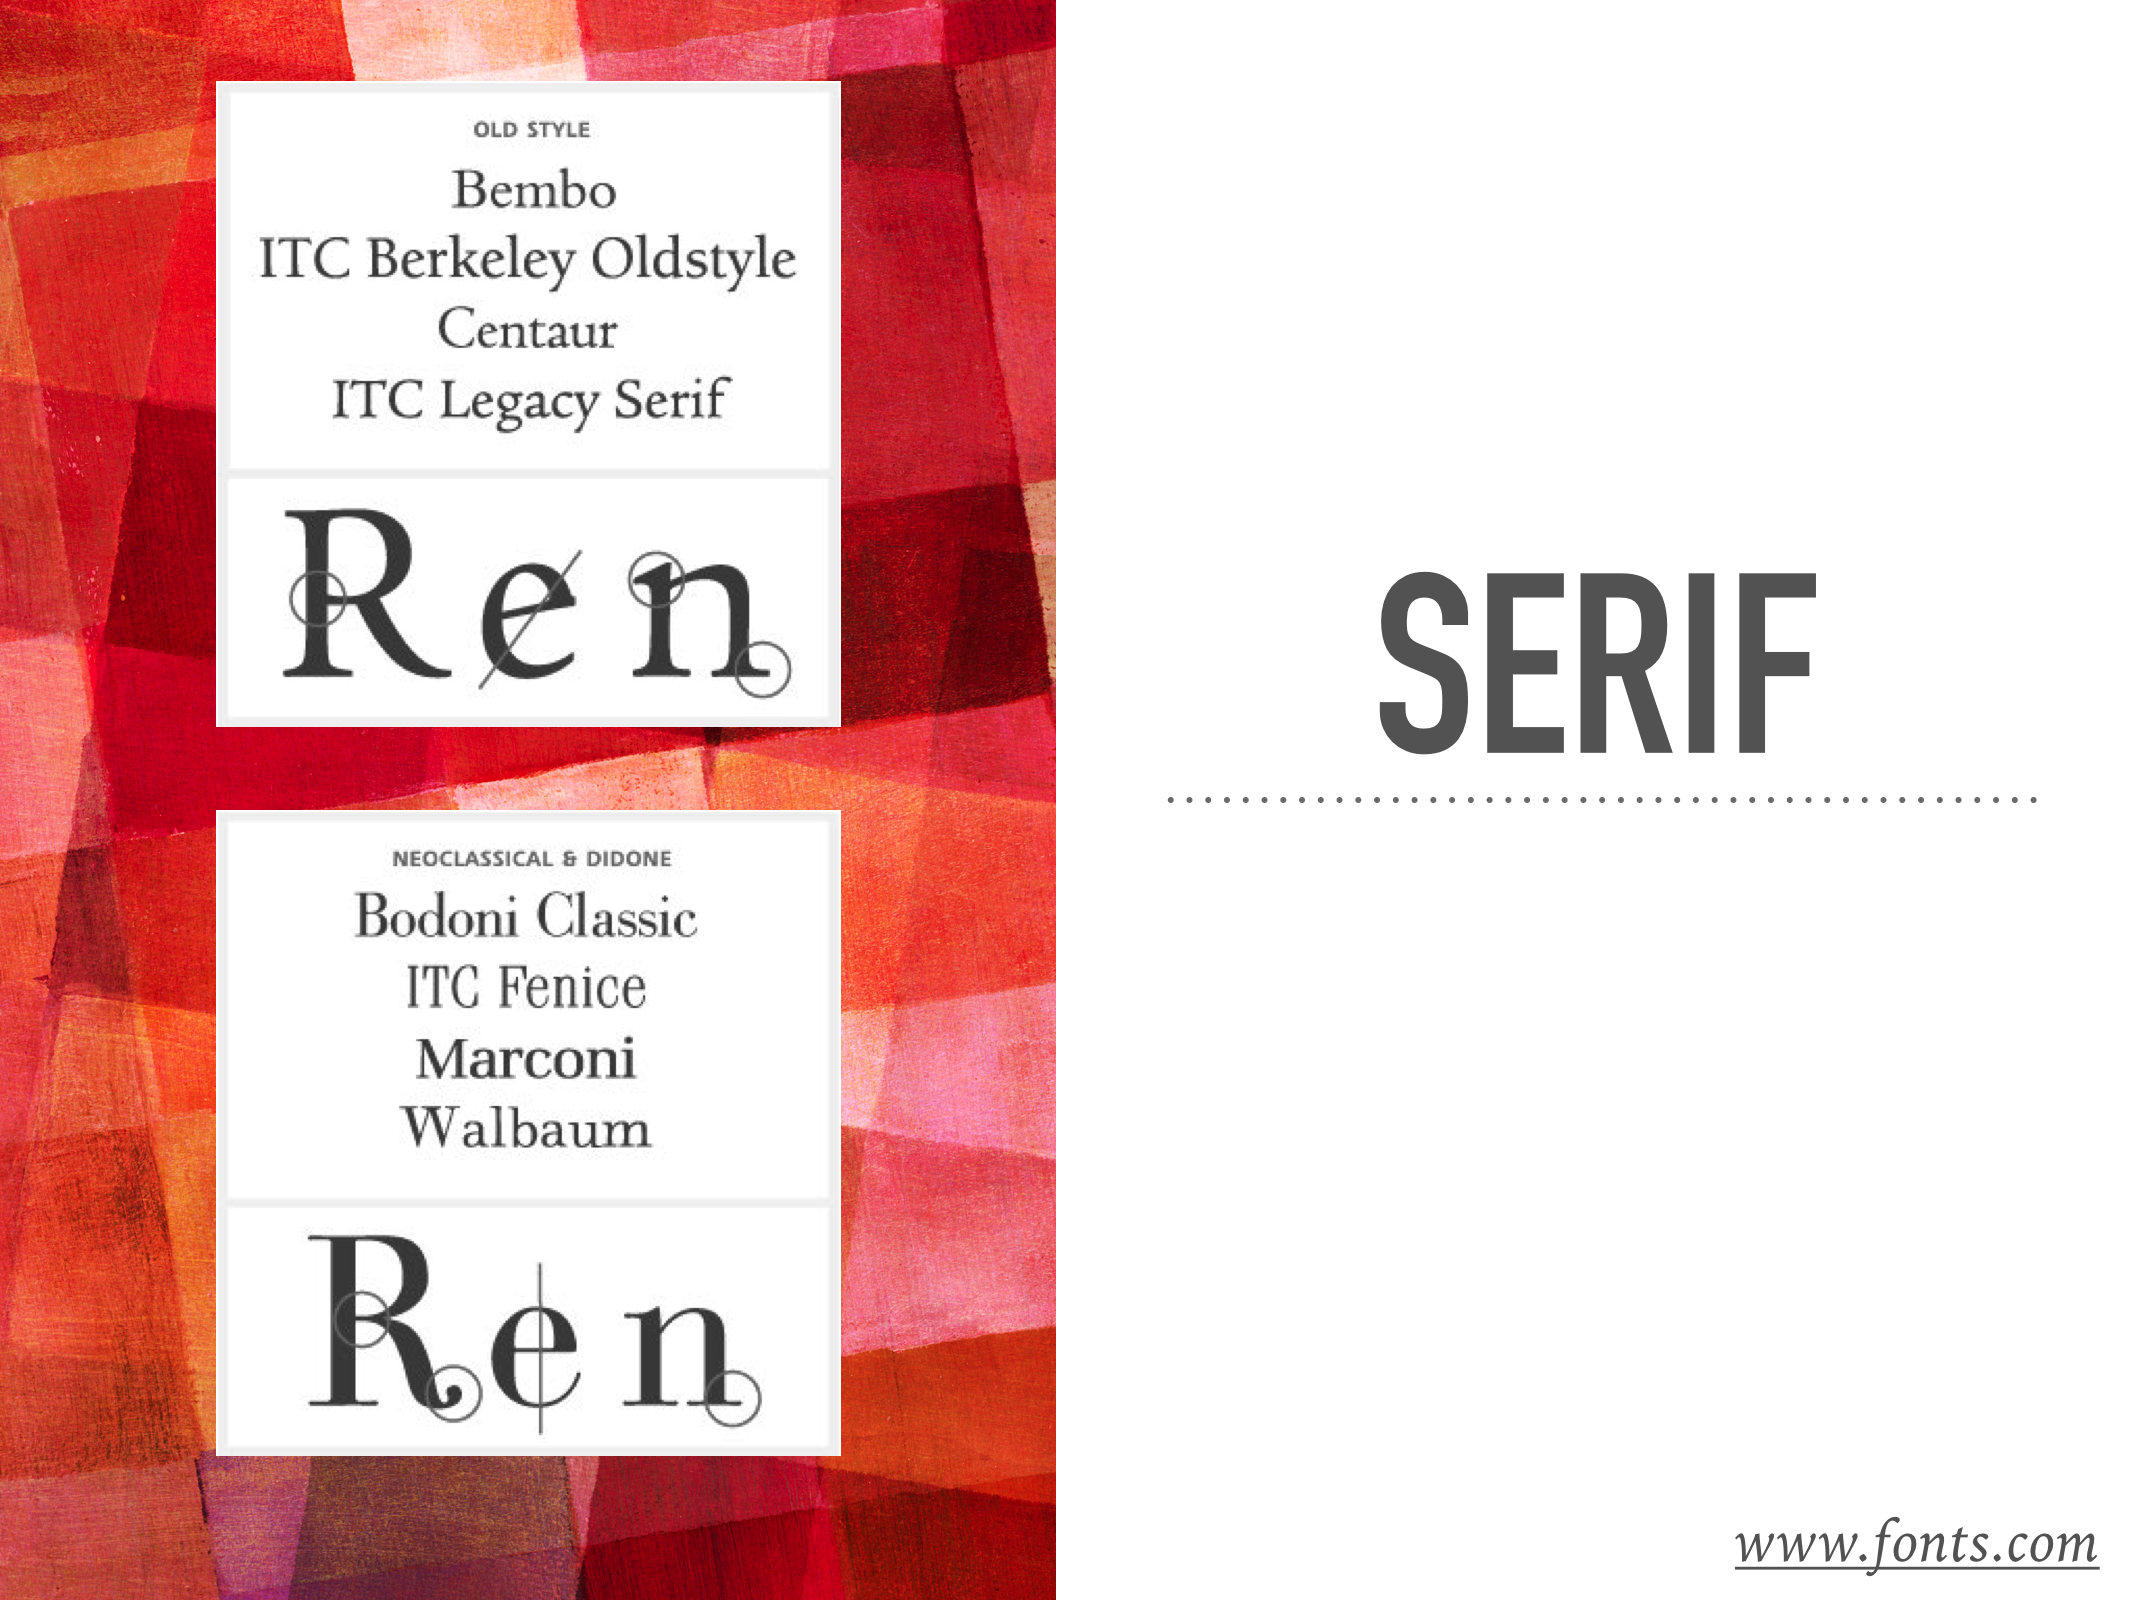 OLD STYLE
Bembo
ITC Berkeley Oldstyle
Centaur
ITC Legacy Serif
Ren
NEOCLASSICAL & DIDONE
Bodoni Classic
ITC Fenice
Marconi
Walbaum
Ren
SERIF
www.fonts.com